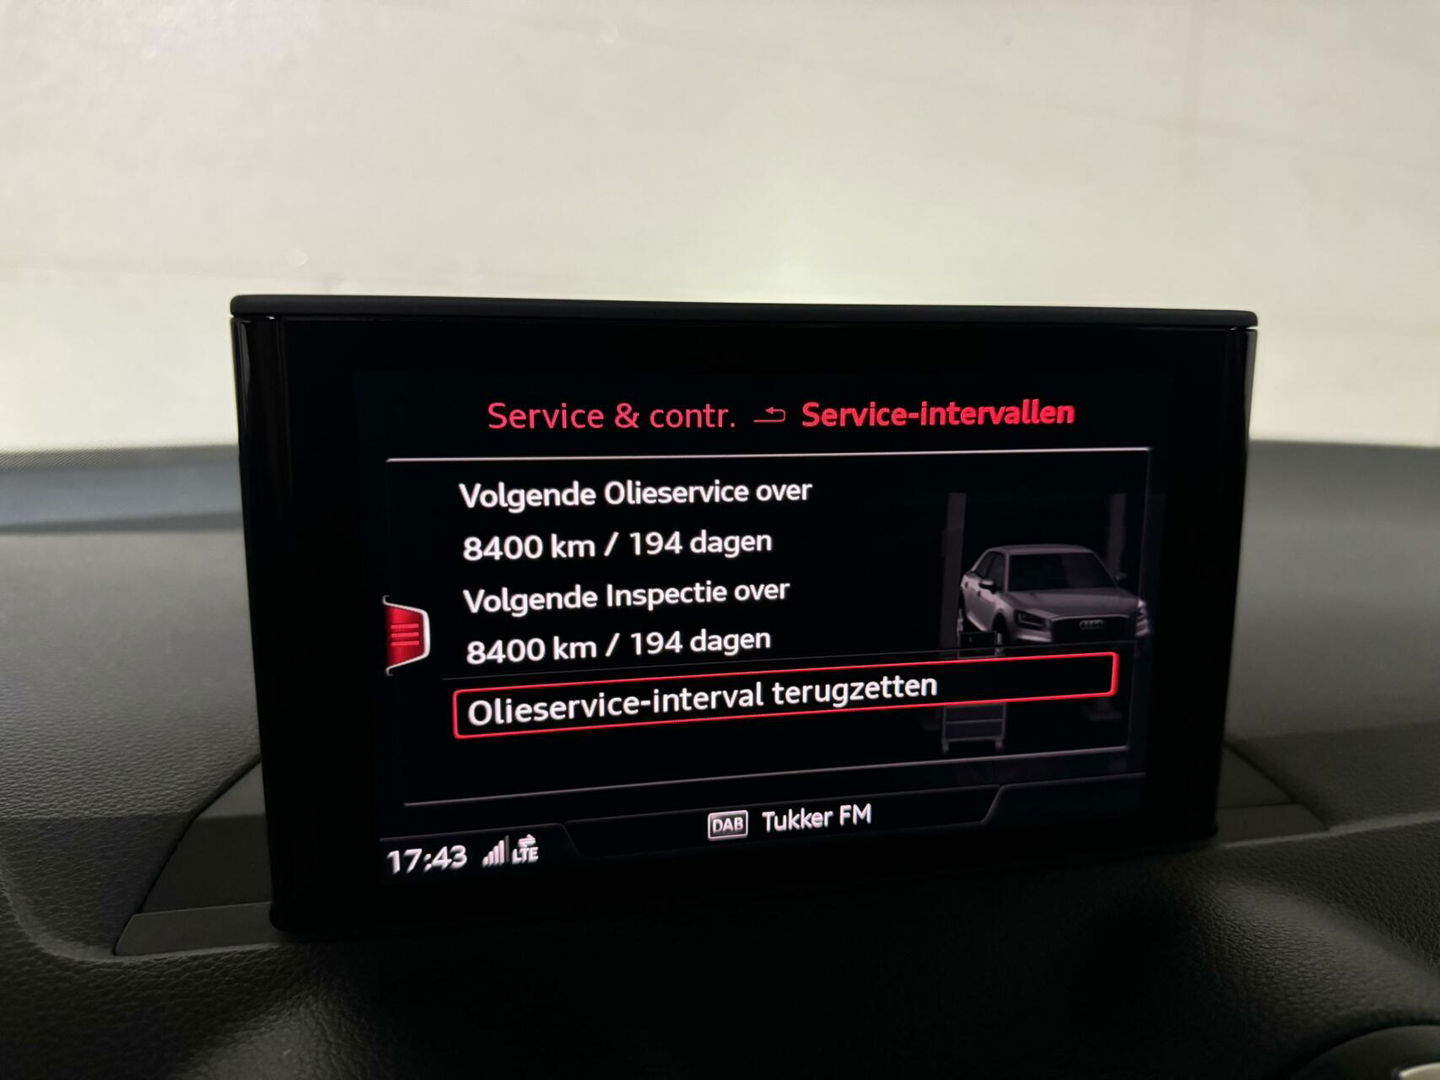 Service & contr. Service-intervallen
Volgende Olieservice over
8400 km / 194 dagen
Volgende Inspectie over
8400 km / 194 dagen
Olieservice-interval terugzetten
DAB Tukker FM
17:43 LTE